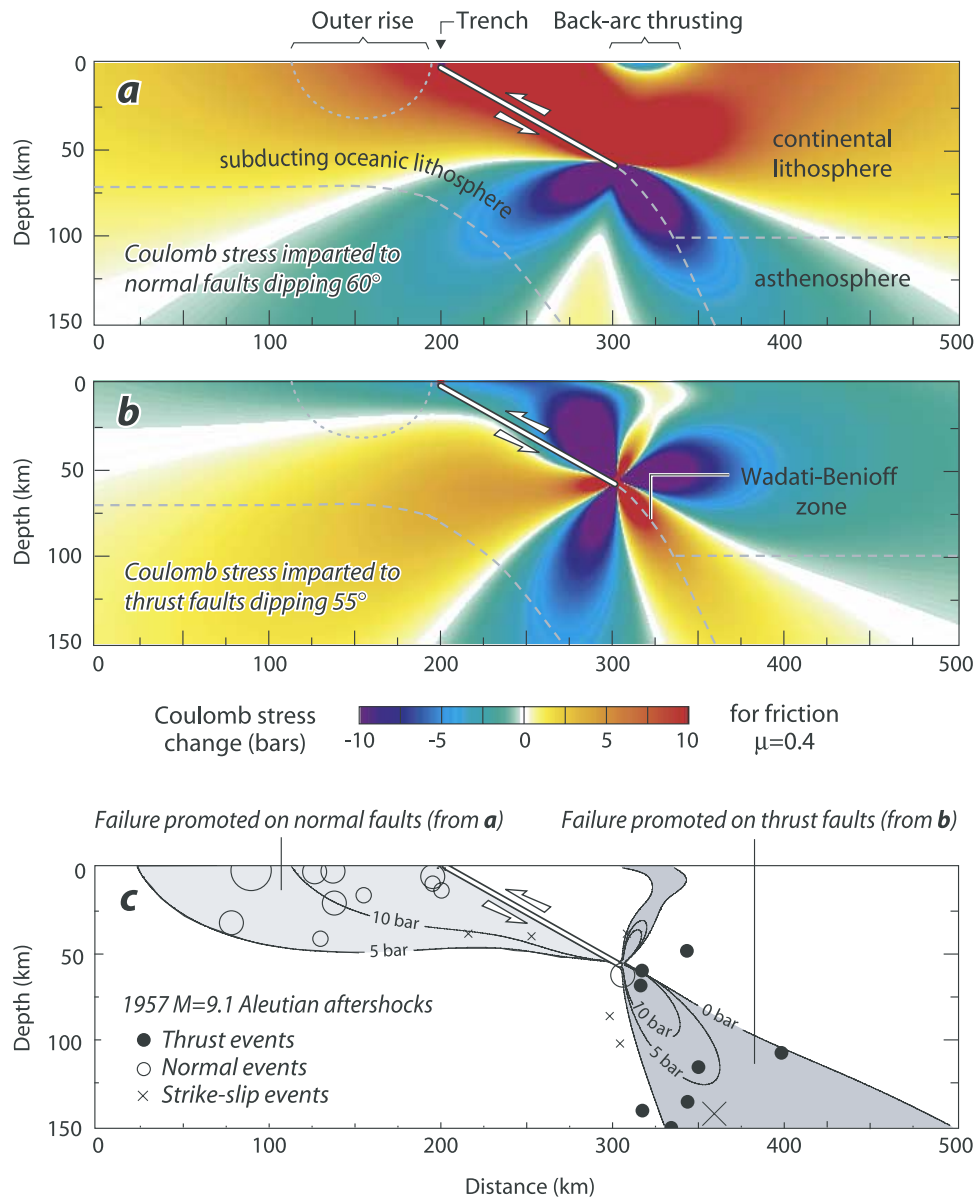 Outer rise
Trench
Back-arc thrusting
0
50
100
150
Depth (km)
a
subducting oceanic lithosphere
continental
lithosphere
asthenosphere
Coulomb stress imparted to
normal faults dipping 60°
0
100
200
300
400
500
0
50
100
150
Depth (km)
b
Wadati-Benioff
zone
Coulomb stress imparted to
thrust faults dipping 55°
0
100
200
300
400
500
Coulomb stress
change (bars)
-10
-5
0
5
10
for friction
μ=0.4
Failure promoted on normal faults (from a)
Failure promoted on thrust faults (from b)
0
50
100
150
Depth (km)
c
10 bar
5 bar
0 bar
10 bar
5 bar
1957 M=9.1 Aleutian aftershocks
Thrust events
Normal events
Strike-slip events
0
100
200
300
400
500
Distance (km)